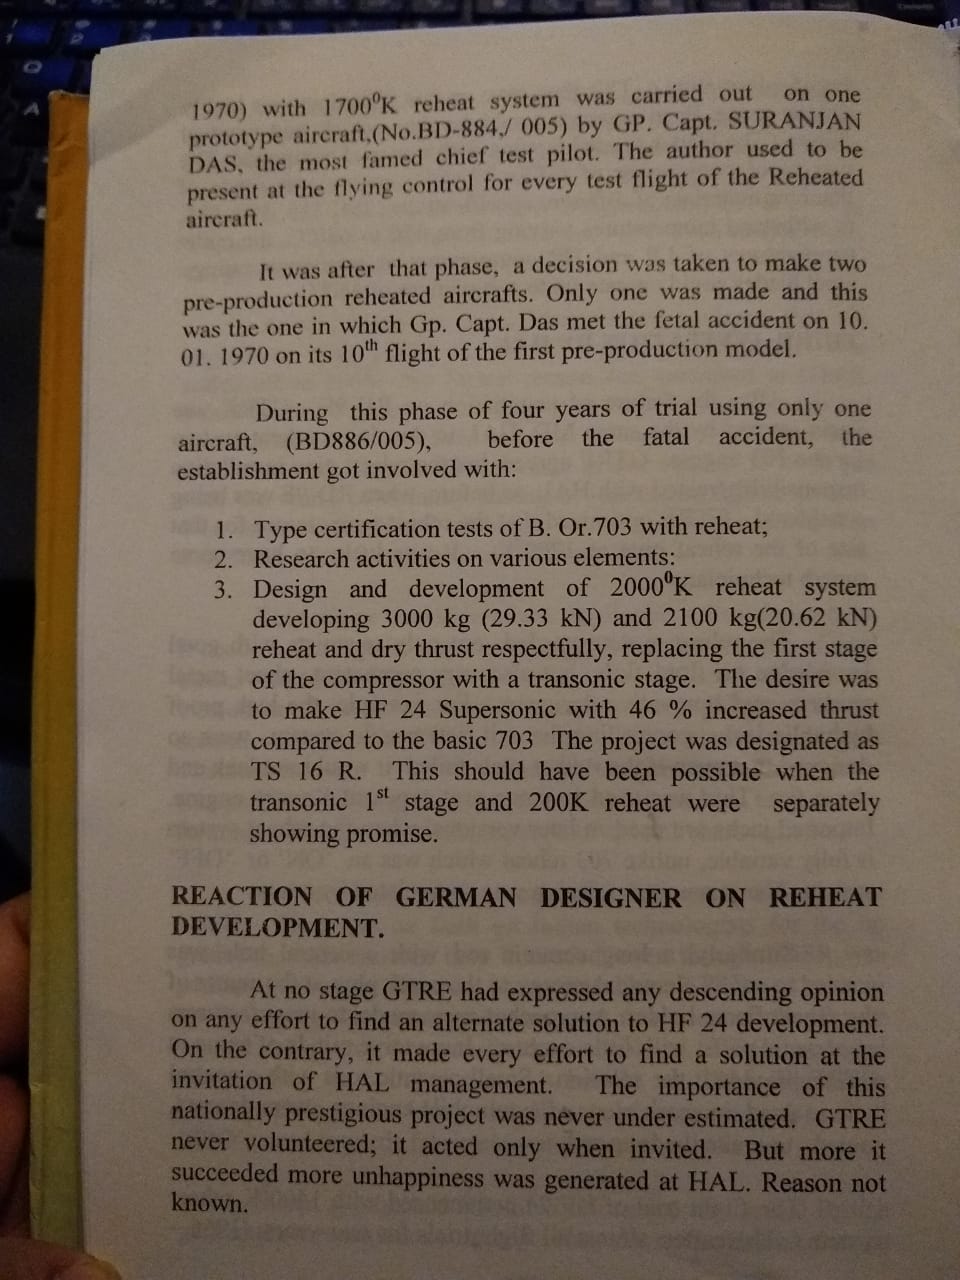 1970) with 1700⁰K reheat system was carried out on one
prototype aircraft,(No.BD-884,/ 005) by GP. Capt. SURANJAN
DAS, the most famed chief test pilot. The author used to be
present at the flying control for every test flight of the Reheated
aircraft.
It was after that phase, a decision was taken to make two
pre-production reheated aircrafts. Only one was made and this
was the one in which Gp. Capt. Das met the fetal accident on 10.
01. 1970 on its 10th flight of the first pre-production model.
During this phase of four years of trial using only one
aircraft, (BD886/005), before the fatal accident, the
establishment got involved with:
1. Type certification tests of B. Or.703 with reheat;
2. Research activities on various elements:
3. Design and development of 2000⁰K reheat system
developing 3000 kg (29.33 kN) and 2100 kg(20.62 kN)
reheat and dry thrust respectfully, replacing the first stage
of the compressor with a transonic stage. The desire was
to make HF 24 Supersonic with 46 % increased thrust
compared to the basic 703 The project was designated as
TS 16 R. This should have been possible when the
transonic 1st stage and 200K reheat were separately
showing promise.
REACTION OF GERMAN DESIGNER ON REHEAT
DEVELOPMENT.
At no stage GTRE had expressed any descending opinion
on any effort to find an alternate solution to HF 24 development.
On the contrary, it made every effort to find a solution at the
invitation of HAL management. The importance of this
nationally prestigious project was never under estimated. GTRE
never volunteered; it acted only when invited. But more it
succeeded more unhappiness was generated at HAL. Reason not
known.